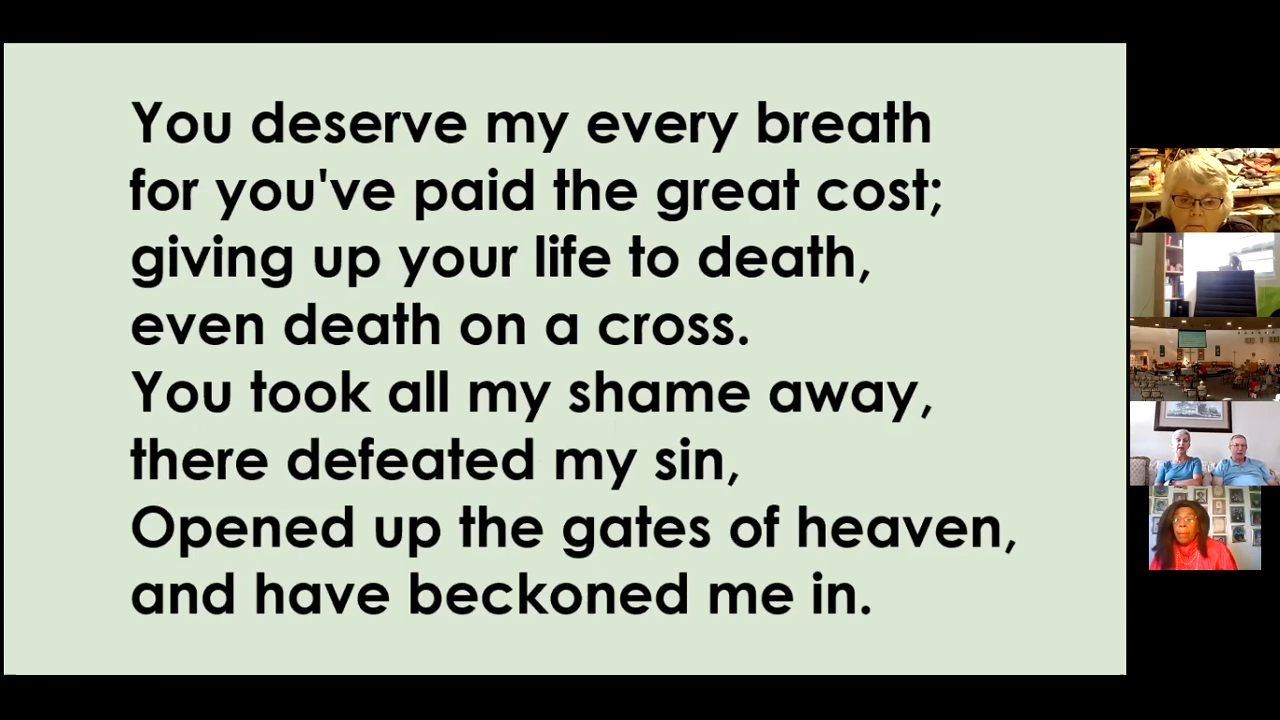 You deserve my every breath
for you've paid the great cost;
giving up your life to death,
even death on a cross.
You took all my shame away,
there defeated my sin,
Opened up the gates of heaven,
and have beckoned me in.